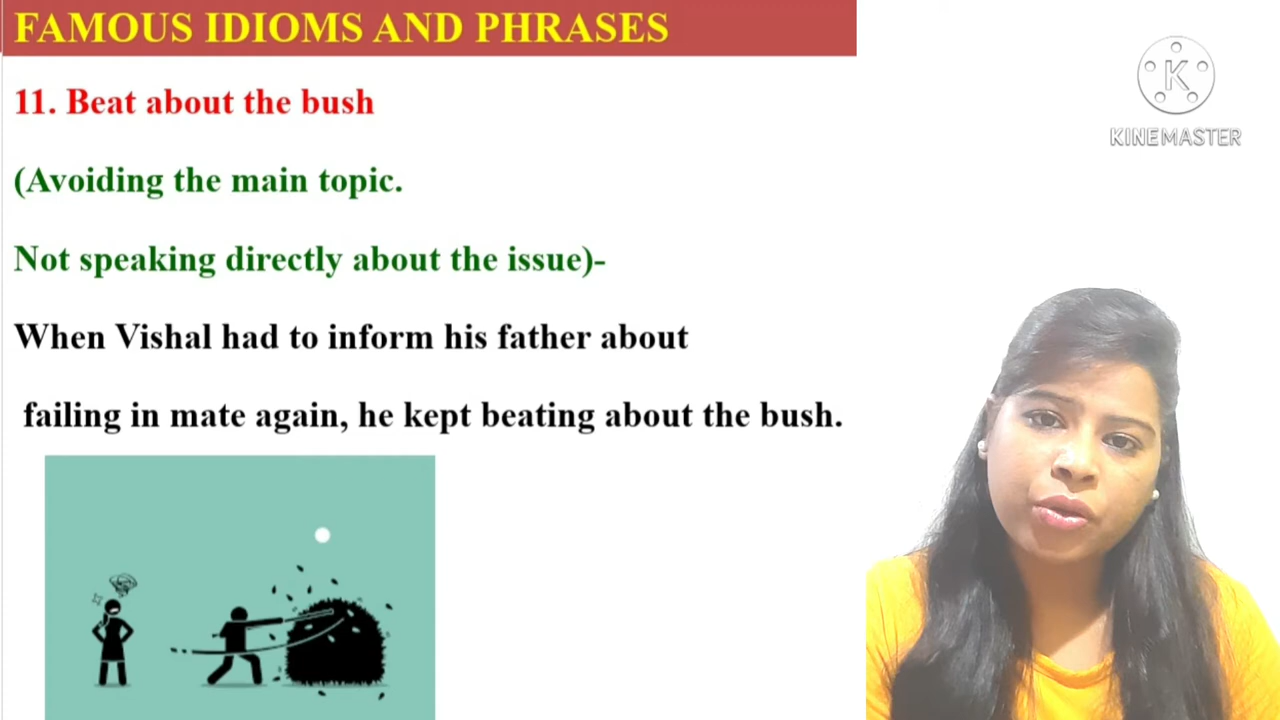 FAMOUS IDIOMS AND PHRASES
11. Beat about the bush
(Avoiding the main topic.
Not speaking directly about the issue)-
When Vishal had to inform his father about
failing in mate again, he kept beating about the bush.
K
KINEMASTER